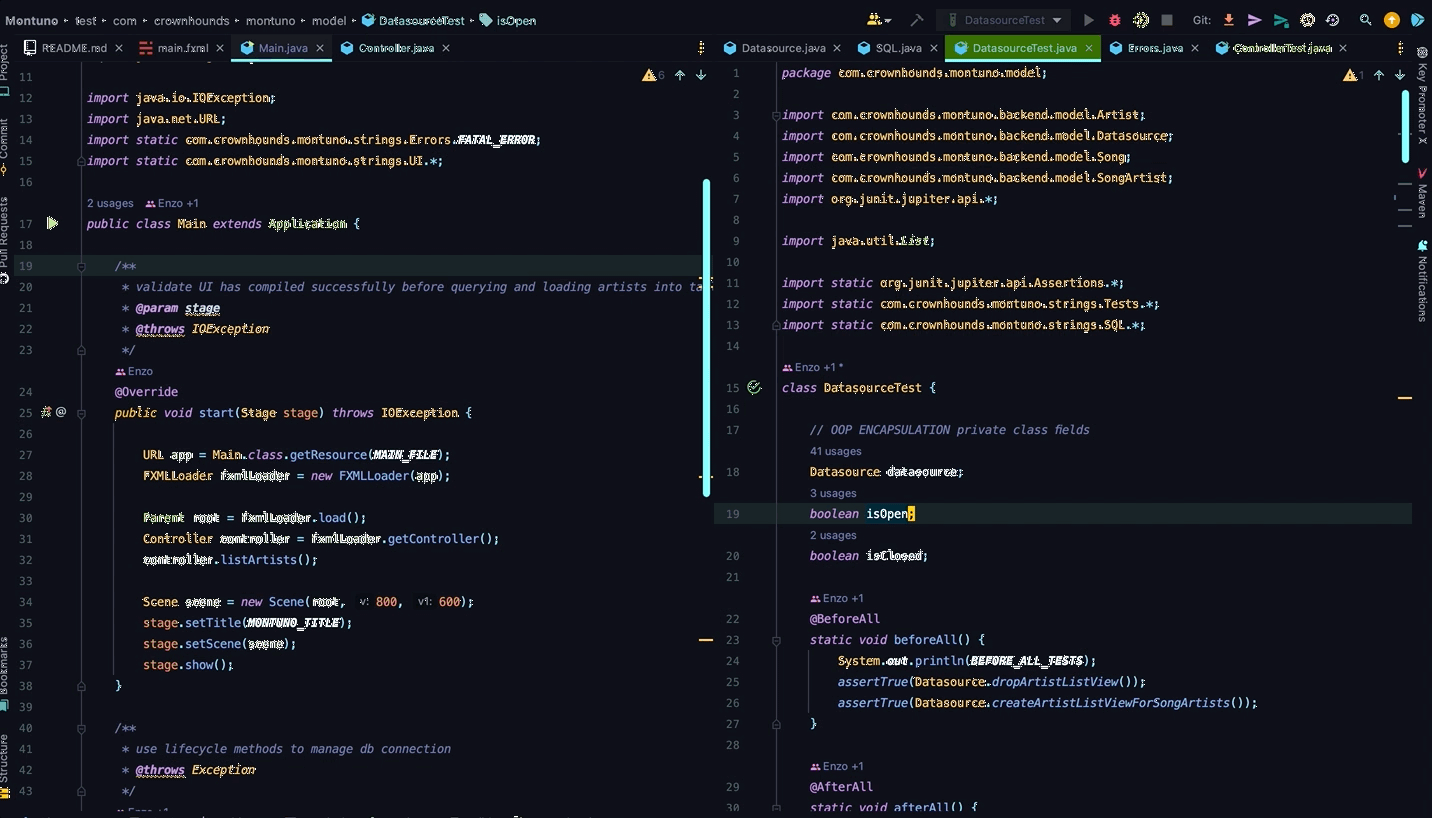 Montuno › test › com › crownhounds › montuno › model › DatasourceTest › isOpen
DatasourceTest
Git:
README.md
main.fxml
Main.java
Controller.java
Datasource.java
SQL.java
DatasourceTest.java
Errors.java
ControllerTest.java
Project
Commit
Pull Requests
Bookmarks
Structure
6
11
12 import java.io.IOException;
13 import java.net.URL;
14 import static com.crownhounds.montuno.strings.Errors.FATAL_ERROR;
15 import static com.crownhounds.montuno.strings.UI.*;
16
2 usages Enzo +1
17 public class Main extends Application {
18
19 /**
20 * validate UI has compiled successfully before querying and loading artists into
21 * @param stage
22 * @throws IOException
23 */
Enzo
24 @Override
25 public void start(Stage stage) throws IOException {
26
27 URL app = Main.class.getResource(MAIN_FILE);
28 FXMLLoader fxmlLoader = new FXMLLoader(app);
29
30 Parent root = fxmlLoader.load();
31 Controller controller = fxmlLoader.getController();
32 controller.listArtists();
33
34 Scene scene = new Scene(root, v: 800, v1: 600);
35 stage.setTitle(MONTUNO_TITLE);
36 stage.setScene(scene);
37 stage.show();
38 }
39
40 /**
41 * use lifecycle methods to manage db connection
42 * @throws Exception
43 */
Enzo +1
1
1 package com.crownhounds.montuno.model;
2
3 import com.crownhounds.montuno.backend.model.Artist;
4 import com.crownhounds.montuno.backend.model.Datasource;
5 import com.crownhounds.montuno.backend.model.Song;
6 import com.crownhounds.montuno.backend.model.SongArtist;
7 import org.junit.jupiter.api.*;
8
9 import java.util.List;
10
11 import static org.junit.jupiter.api.Assertions.*;
12 import static com.crownhounds.montuno.strings.Tests.*;
13 import static com.crownhounds.montuno.strings.SQL.*;
14
Enzo +1 *
15 class DatasourceTest {
16
17 // OOP ENCAPSULATION private class fields
41 usages
18 Datasource datasource;
3 usages
19 boolean isOpen;
2 usages
20 boolean isClosed;
21
Enzo +1
22 @BeforeAll
23 static void beforeAll() {
24 System.out.println(BEFORE_ALL_TESTS);
25 assertTrue(Datasource.dropArtistListView());
26 assertTrue(Datasource.createArtistListViewForSongArtists());
27 }
28
Enzo +1
29 @AfterAll
30 static void afterAll() {
Key Promoter X
Maven
Notifications